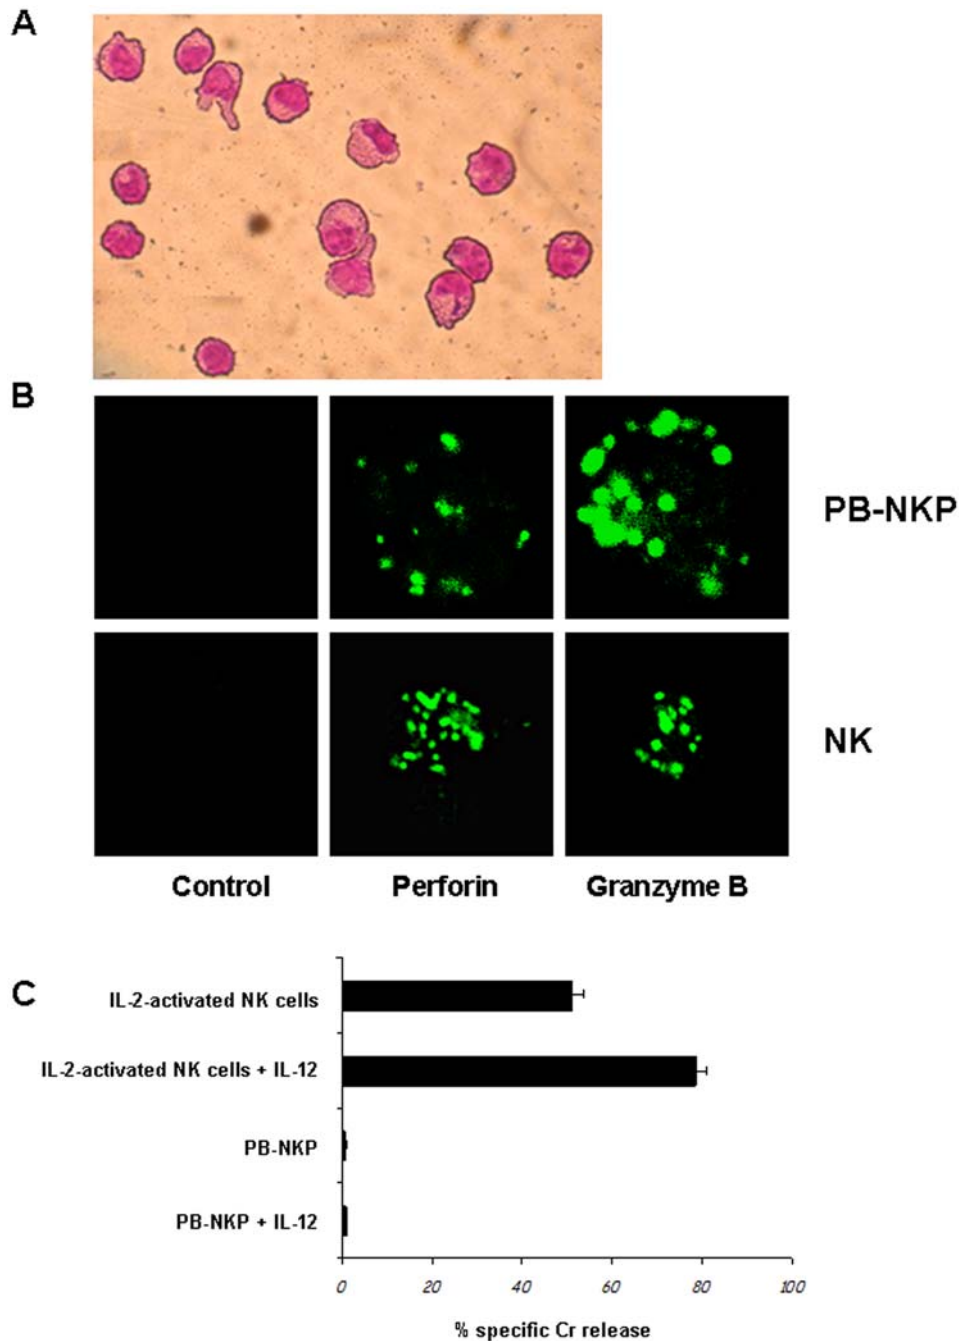 A
B
PB-NKP
NK
Control Perforin Granzyme B
C
IL-2-activated NK cells
IL-2-activated NK cells + IL-12
PB-NKP
PB-NKP + IL-12
0 20 40 60 80 100
% specific Cr release